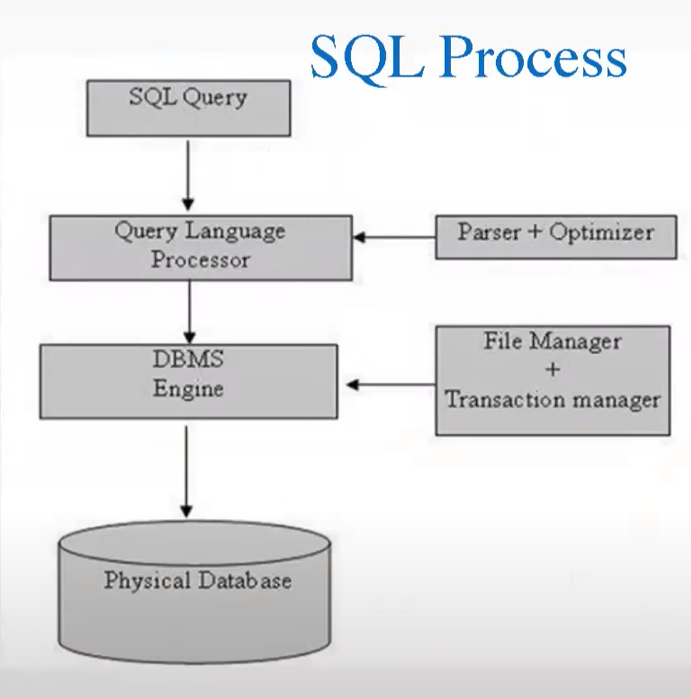 SQL Process
SQL Query
Query Language
Processor
Parser + Optimizer
DBMS
Engine
File Manager
+
Transaction manager
Physical Database